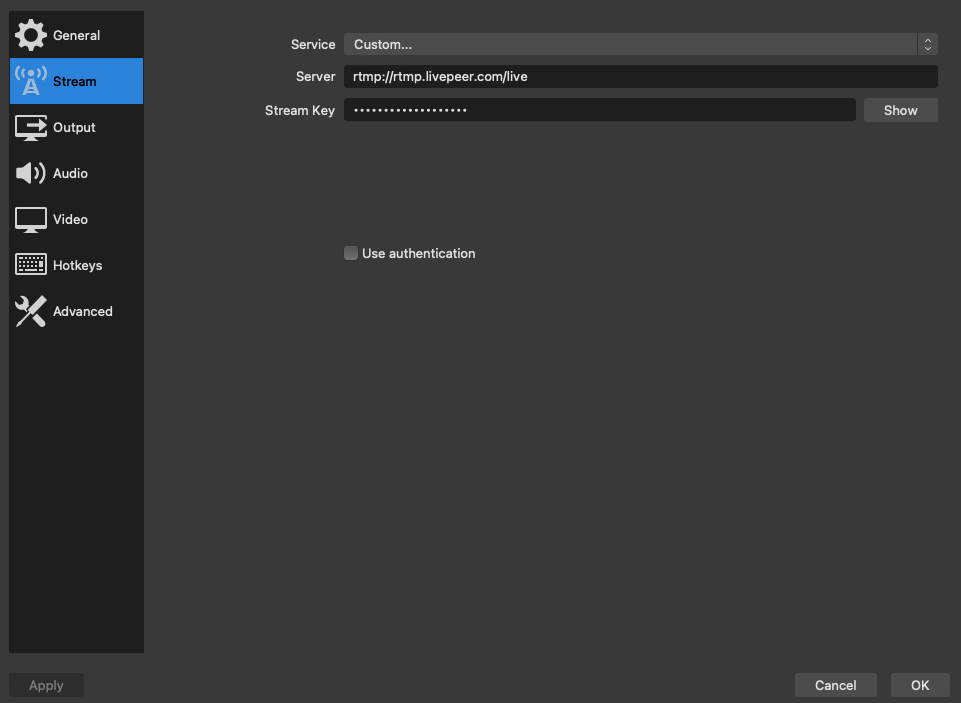 General
Stream
Output
Audio
Video
Hotkeys
Advanced
Service Custom...
Server rtmp://rtmp.livepeer.com/live
Stream Key ••••••••••••••••••• Show
Use authentication
Apply Cancel OK